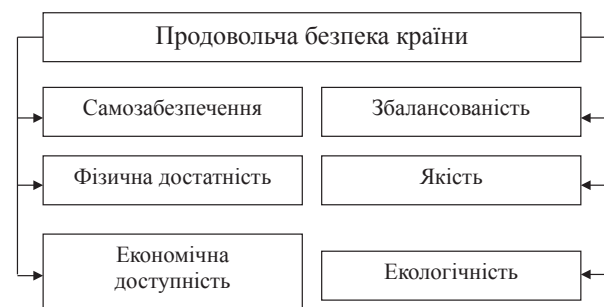 Продовольча безпека країни
Самозабезпечення
Збалансованість
Фізична достатність
Якість
Економічна
доступність
Екологічність